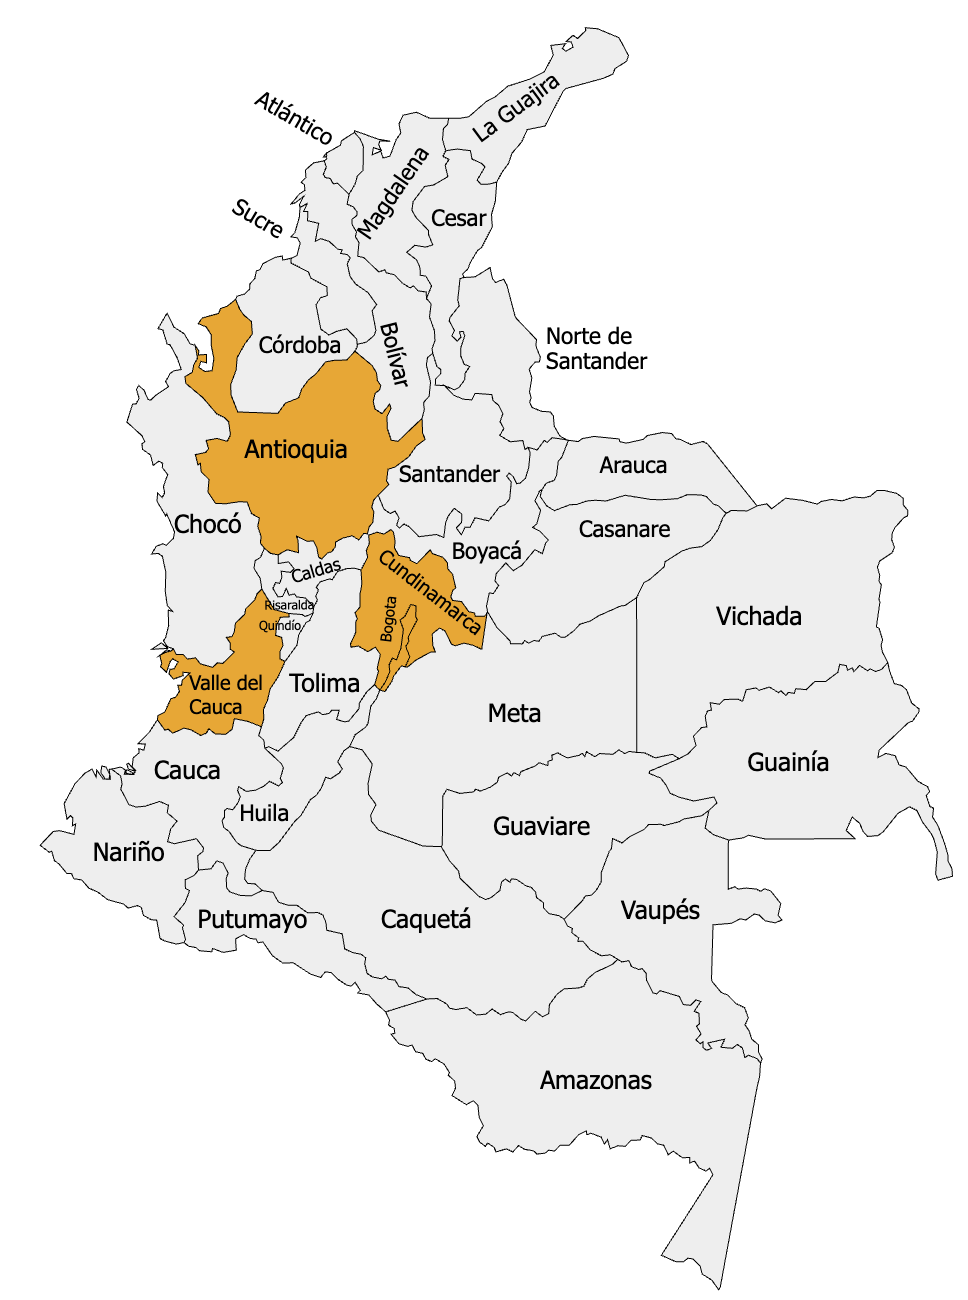 La Guajira
Atlántico
Magdalena
Sucre
Cesar
Norte de
Santander
Córdoba
Bolívar
Antioquia
Santander
Arauca
Chocó
Casanare
Boyacá
Caldas
Cundinamarca
Risaralda
Bogota
Quindío
Vichada
Valle del
Cauca
Tolima
Meta
Guainía
Cauca
Huila
Guaviare
Nariño
Putumayo
Caquetá
Vaupés
Amazonas